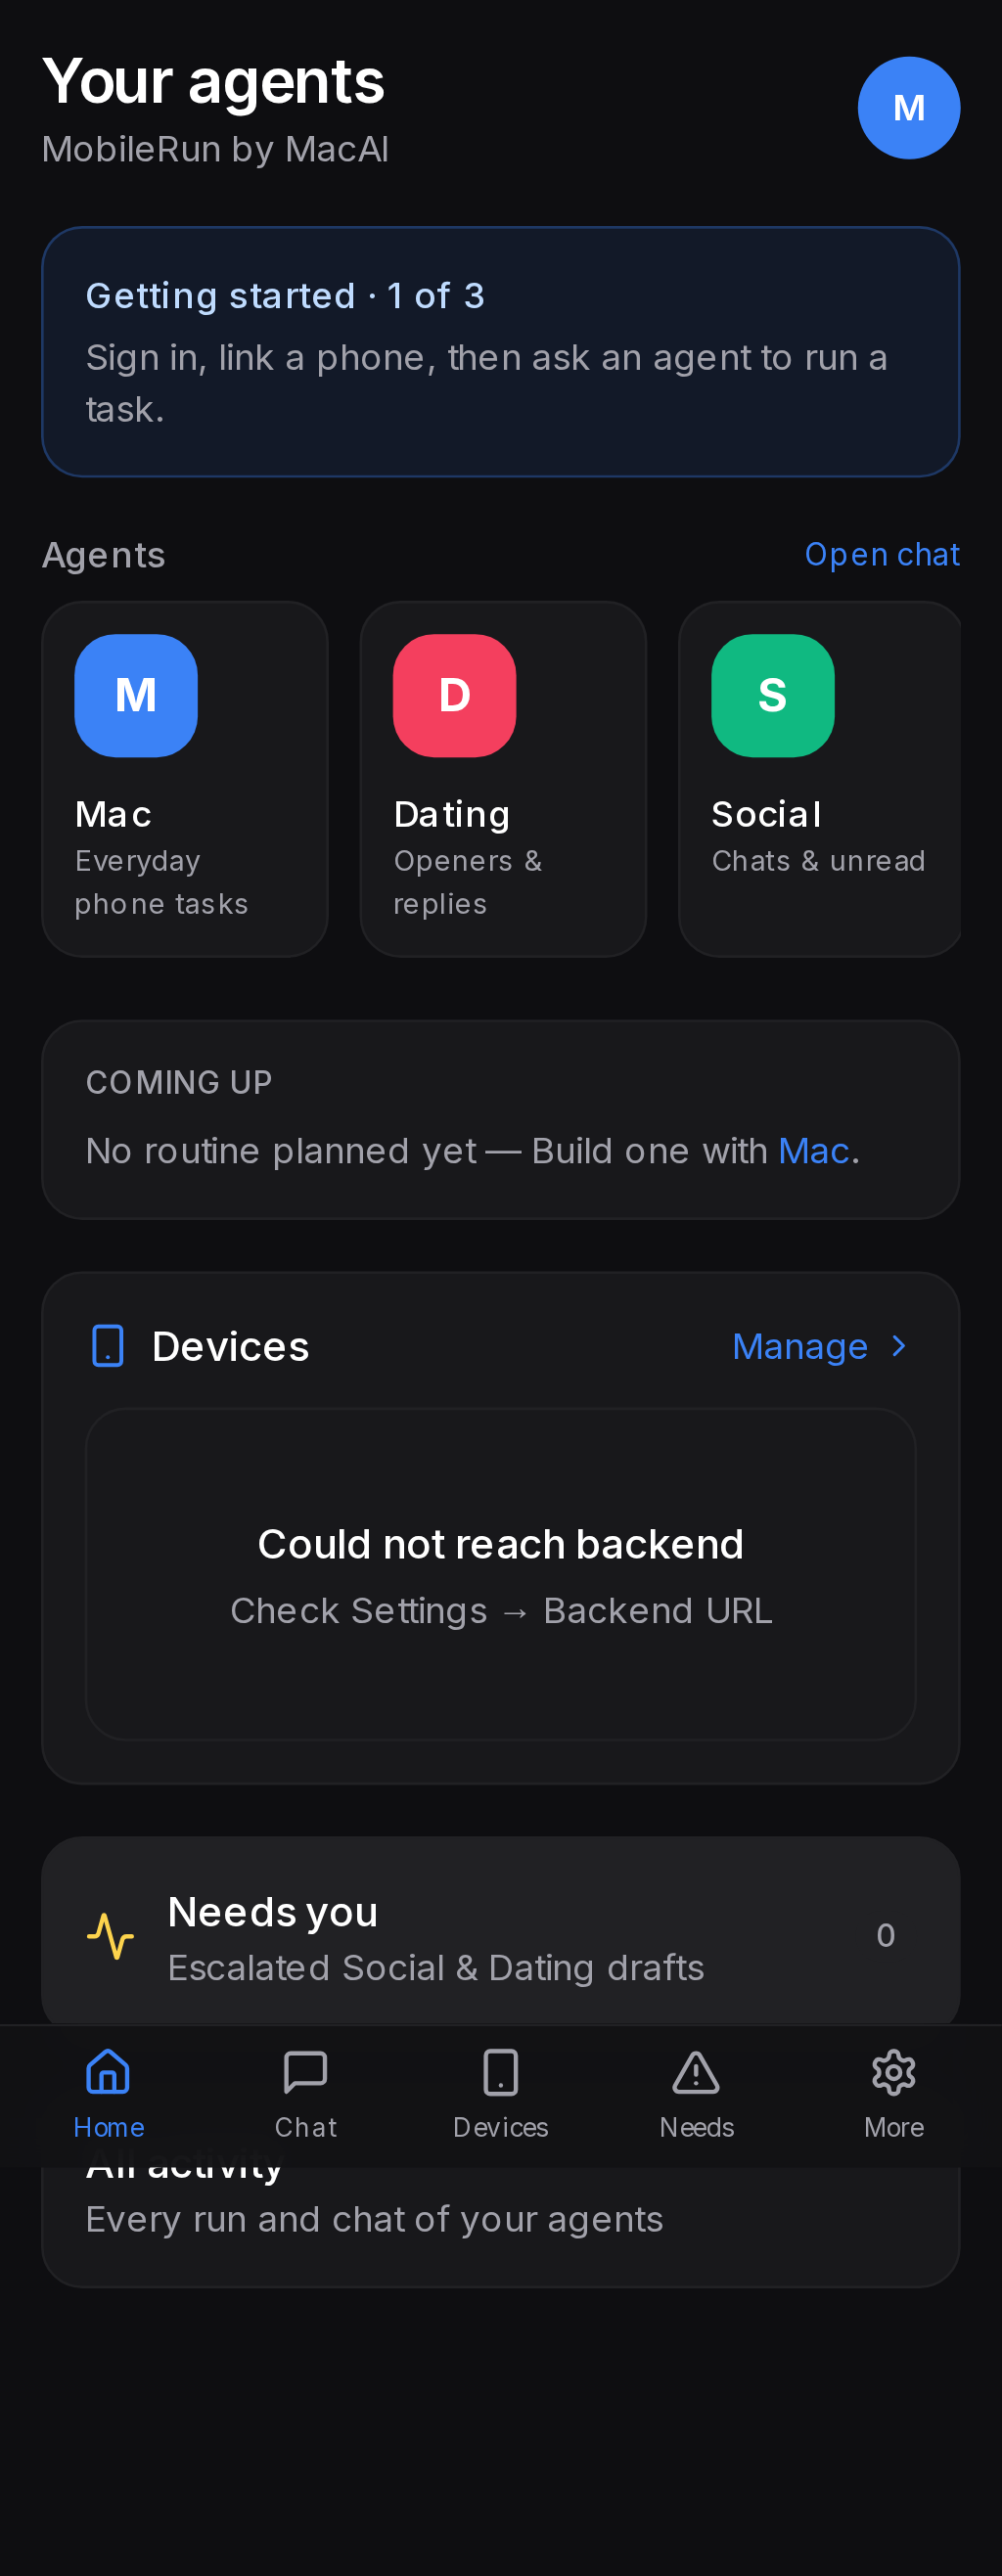 Your agents
MobileRun by MacAI
M
Getting started · 1 of 3
Sign in, link a phone, then ask an agent to run a
task.
Agents
Open chat
M
Mac
Everyday
phone tasks
D
Dating
Openers &
replies
S
Social
Chats & unread
COMING UP
No routine planned yet — Build one with Mac.
Devices
Manage
Could not reach backend
Check Settings → Backend URL
Needs you
Escalated Social & Dating drafts
0
Home
Chat
Devices
Needs
More
All activity
Every run and chat of your agents